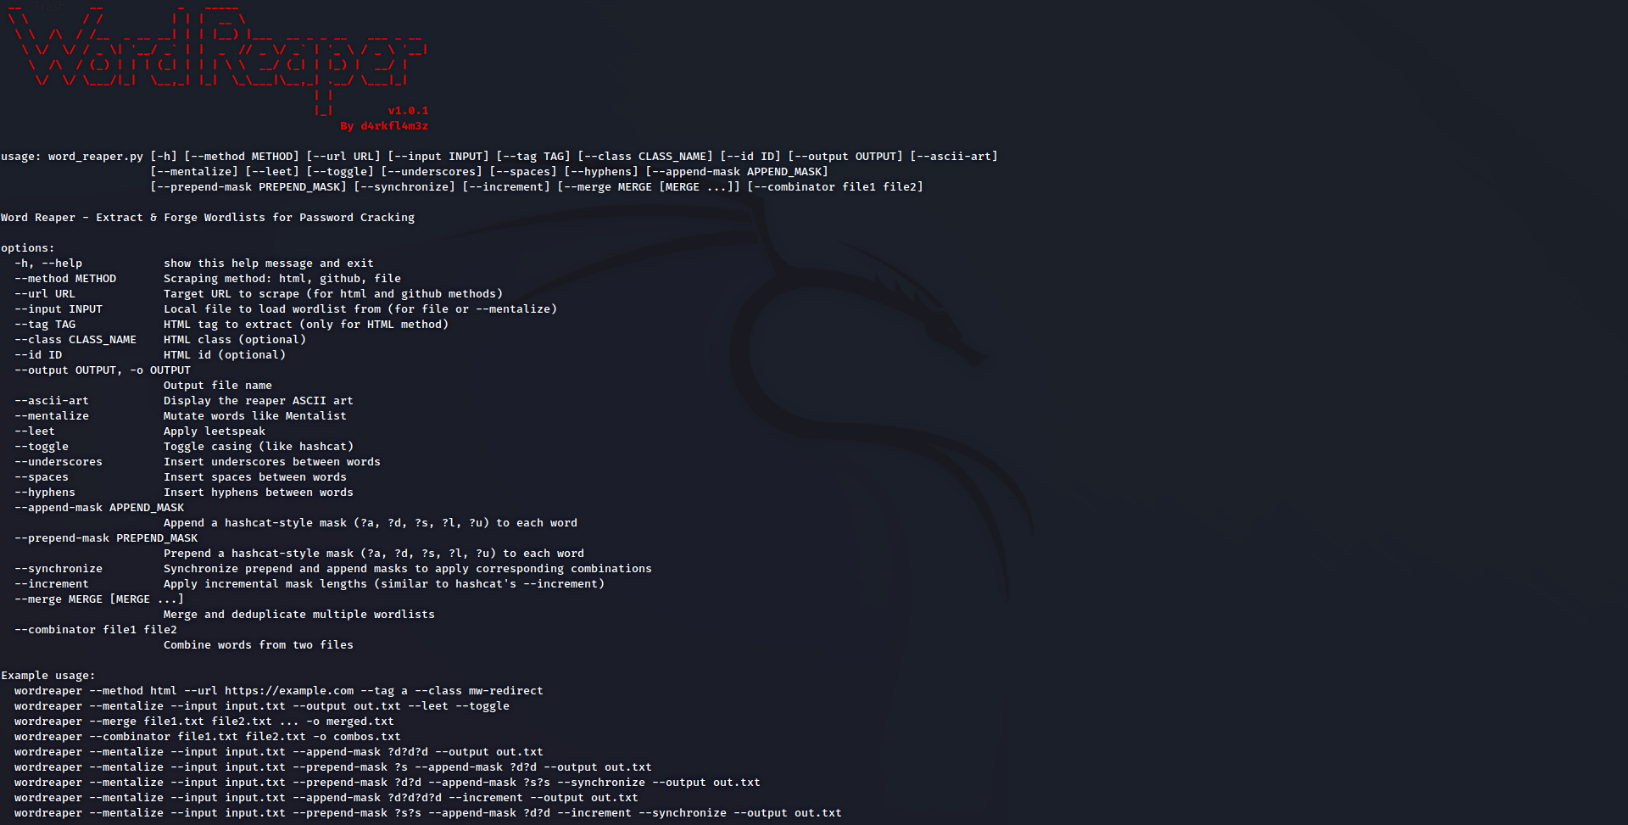 WordReaper
v1.0.1
By d4rkfl4m3z
usage: word_reaper.py [-h] [--method METHOD] [--url URL] [--input INPUT] [--tag TAG] [--class CLASS_NAME] [--id ID] [--output OUTPUT] [--ascii-art]
[--mentalize] [--leet] [--toggle] [--underscores] [--spaces] [--hyphens] [--append-mask APPEND_MASK]
[--prepend-mask PREPEND_MASK] [--synchronize] [--increment] [--merge MERGE [MERGE ...]] [--combinator file1 file2]
Word Reaper - Extract & Forge Wordlists for Password Cracking
options:
-h, --help show this help message and exit
--method METHOD Scraping method: html, github, file
--url URL Target URL to scrape (for html and github methods)
--input INPUT Local file to load wordlist from (for file or --mentalize)
--tag TAG HTML tag to extract (only for HTML method)
--class CLASS_NAME HTML class (optional)
--id ID HTML id (optional)
--output OUTPUT, -o OUTPUT
Output file name
--ascii-art Display the reaper ASCII art
--mentalize Mutate words like Mentalist
--leet Apply leetspeak
--toggle Toggle casing (like hashcat)
--underscores Insert underscores between words
--spaces Insert spaces between words
--hyphens Insert hyphens between words
--append-mask APPEND_MASK
Append a hashcat-style mask (?a, ?d, ?s, ?l, ?u) to each word
--prepend-mask PREPEND_MASK
Prepend a hashcat-style mask (?a, ?d, ?s, ?l, ?u) to each word
--synchronize Synchronize prepend and append masks to apply corresponding combinations
--increment Apply incremental mask lengths (similar to hashcat's --increment)
--merge MERGE [MERGE ...]
Merge and deduplicate multiple wordlists
--combinator file1 file2
Combine words from two files
Example usage:
wordreaper --method html --url https://example.com --tag a --class mw-redirect
wordreaper --mentalize --input input.txt --output out.txt --leet --toggle
wordreaper --merge file1.txt file2.txt ... -o merged.txt
wordreaper --combinator file1.txt file2.txt -o combos.txt
wordreaper --mentalize --input input.txt --append-mask ?d?d?d --output out.txt
wordreaper --mentalize --input input.txt --prepend-mask ?s --append-mask ?d?d --output out.txt
wordreaper --mentalize --input input.txt --prepend-mask ?d?d --append-mask ?s?s --synchronize --output out.txt
wordreaper --mentalize --input input.txt --append-mask ?d?d?d?d --increment --output out.txt
wordreaper --mentalize --input input.txt --prepend-mask ?s?s --append-mask ?d?d --increment --synchronize --output out.txt